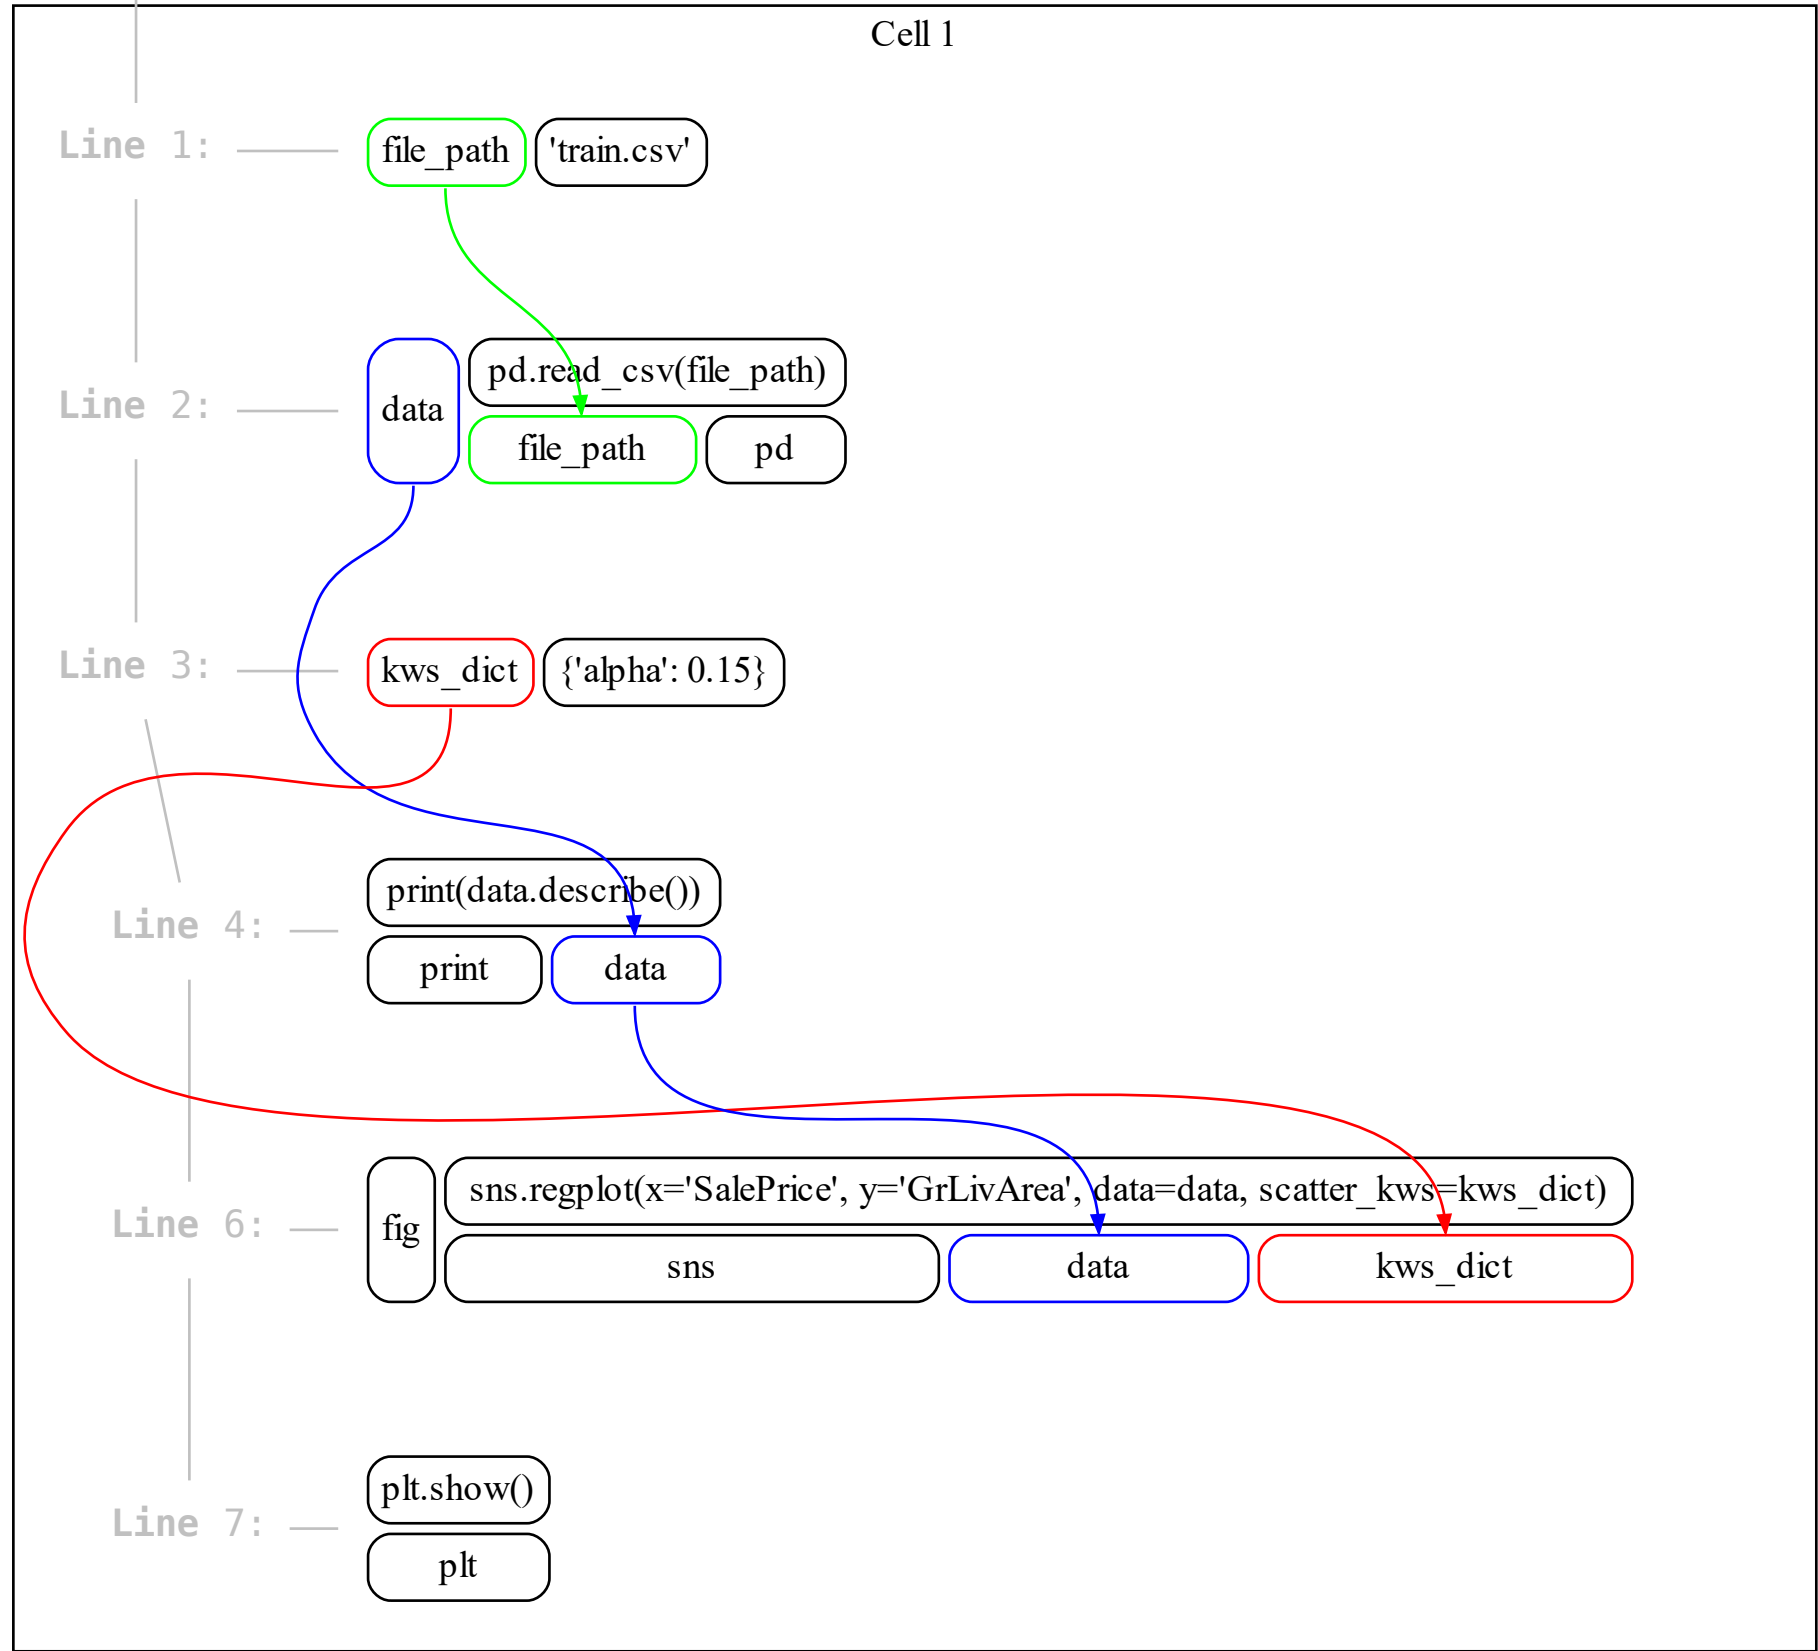 Cell 1
Line 1: file_path 'train.csv'
Line 2: data pd.read_csv(file_path)
file_path pd
Line 3: kws_dict {'alpha': 0.15}
Line 4: print(data.describe())
print data
Line 6: fig sns.regplot(x='SalePrice', y='GrLivArea', data=data, scatter_kws=kws_dict)
sns data kws_dict
Line 7: plt.show()
plt